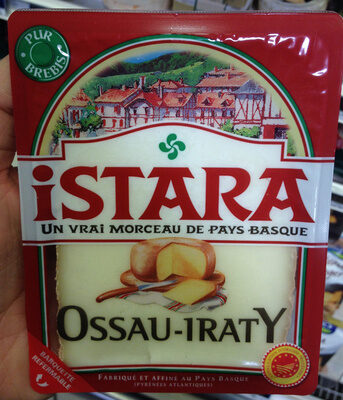 PUR
BREBIS
iSTARA
UN VRAI MORCEAU DE PAYS BASQUE
OSSAU-IRATY
BARQUETTE
REFERMABLE
FABRIQUÉ ET AFFINÉ AU PAYS BASQUE
(PYRÉNÉES ATLANTIQUES)